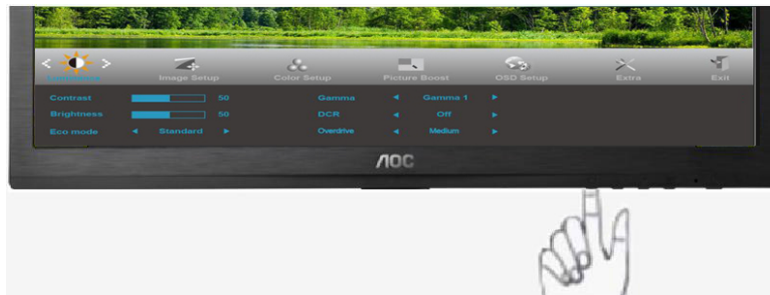 < >
Luminance Image Setup Color Setup Picture Boost OSD Setup Extra Exit
Contrast 50 Gamma ◄ Gamma 1 ►
Brightness 50 DCR ◄ Off ►
Eco mode ◄ Standard ► Overdrive ◄ Medium ►
AOC